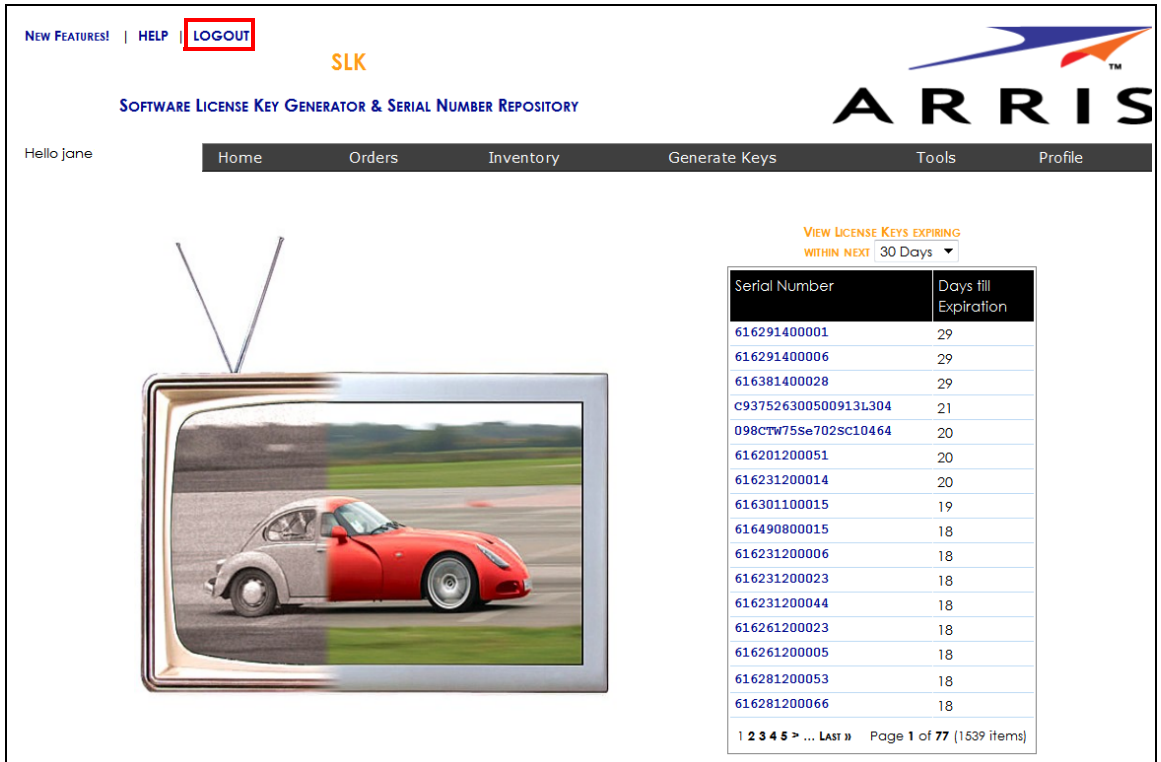 NEW FEATURES! | HELP | LOGOUT
SLK
SOFTWARE LICENSE KEY GENERATOR & SERIAL NUMBER REPOSITORY
TM
ARRIS
Hello jane
Home Orders Inventory Generate Keys Tools Profile
VIEW LICENSE KEYS EXPIRING
WITHIN NEXT 30 Days
Serial Number Days till Expiration
616291400001 29
616291400006 29
616381400028 29
C937526300500913L304 21
098CTW75Se702SC10464 20
616201200051 20
616231200014 20
616301100015 19
616490800015 18
616231200006 18
616231200023 18
616231200044 18
616261200023 18
616261200005 18
616281200053 18
616281200066 18
1 2 3 4 5 > ... LAST » Page 1 of 77 (1539 items)